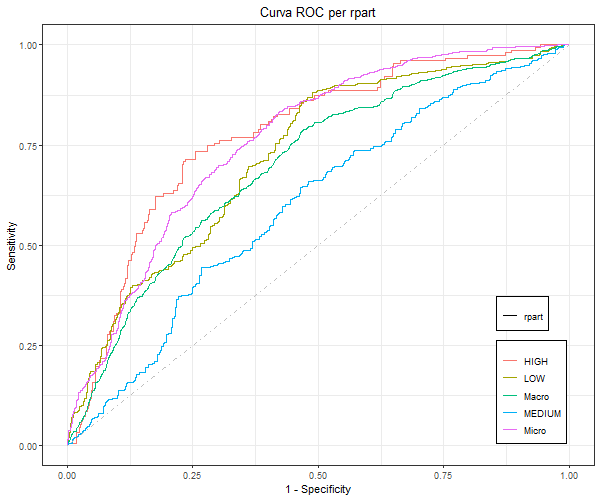 Curva ROC per rpart
1.00
0.75
0.50
0.25
0.00
Sensitivity
0.00 0.25 0.50 0.75 1.00
1 - Specificity
rpart
HIGH
LOW
Macro
MEDIUM
Micro